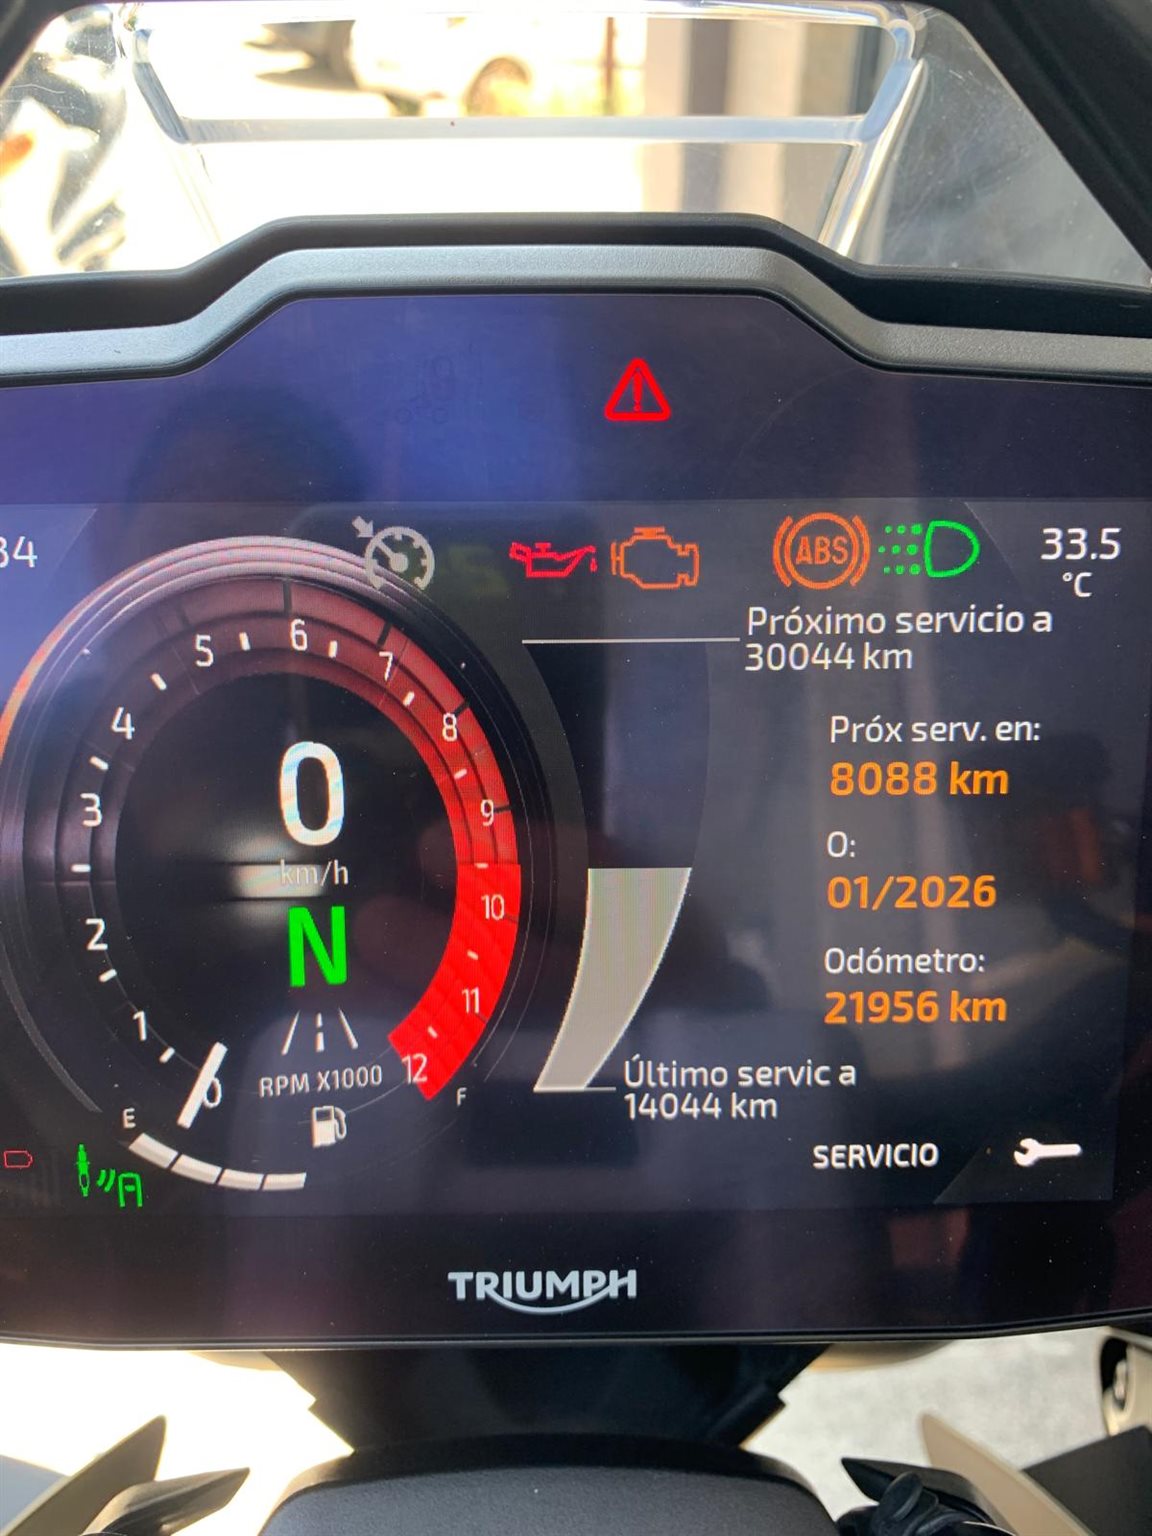 34
ABS
33.5
°C
Próximo servicio a
30044 km
5
6
7
4
8
3
9
0
km/h
N
2
10
1
11
0
12
RPM X1000
E
F
Próx serv. en:
8088 km
O:
01/2026
Odómetro:
21956 km
Último servic a
14044 km
SERVICIO
A
TRIUMPH